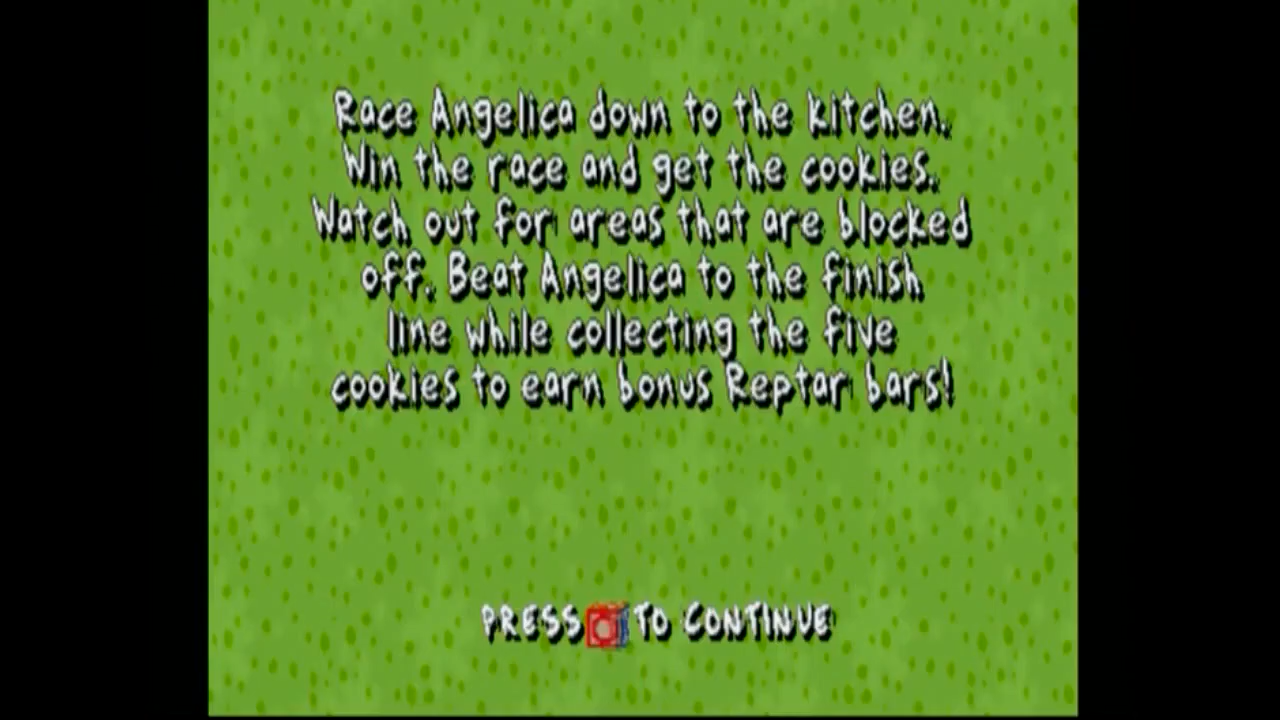 Race Angelica down to the kitchen.
Win the race and get the cookies.
Watch out for areas that are blocked
off. Beat Angelica to the finish
line while collecting the five
cookies to earn bonus Reptar bars!
PRESS TO CONTINUE